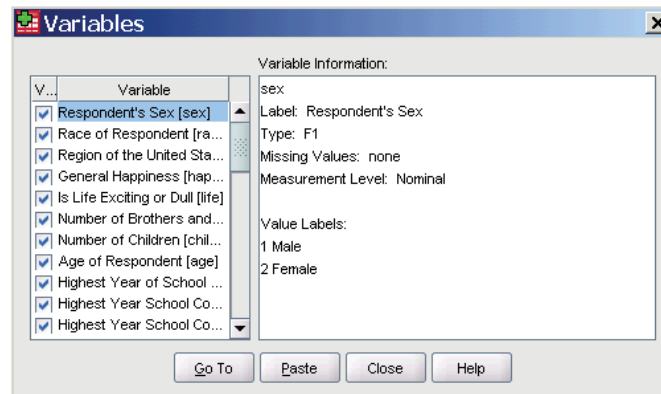 Variables
Variable Information:
V... Variable
Respondent's Sex [sex]
Race of Respondent [ra...
Region of the United Sta...
General Happiness [hap...
Is Life Exciting or Dull [life]
Number of Brothers and...
Number of Children [chil...
Age of Respondent [age]
Highest Year of School ...
Highest Year School Co...
Highest Year School Co...
sex
Label: Respondent's Sex
Type: F1
Missing Values: none
Measurement Level: Nominal
Value Labels:
1 Male
2 Female
Go To Paste Close Help